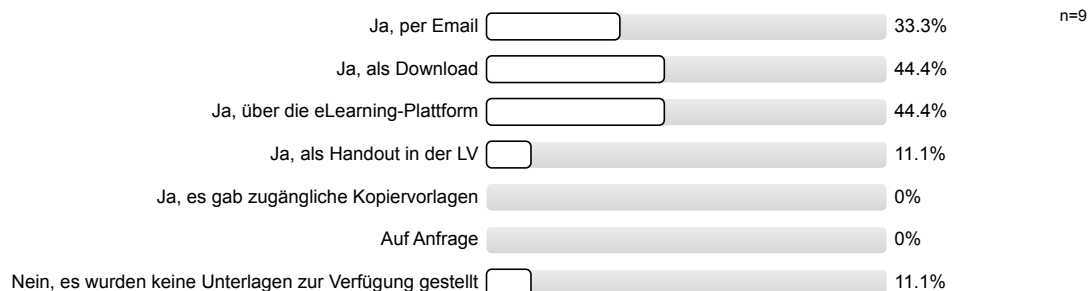 Ja, per Email 33.3% n=9
Ja, als Download 44.4%
Ja, über die eLearning-Plattform 44.4%
Ja, als Handout in der LV 11.1%
Ja, es gab zugängliche Kopiervorlagen 0%
Auf Anfrage 0%
Nein, es wurden keine Unterlagen zur Verfügung gestellt 11.1%